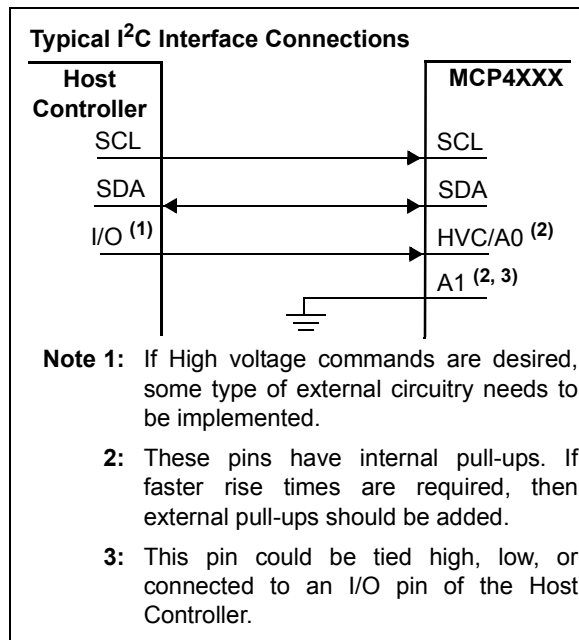 Typical I²C Interface Connections
Host
Controller
MCP4XXX
SCL
SCL
SDA
SDA
I/O (1)
HVC/A0 (2)
A1 (2, 3)
Note 1: If High voltage commands are desired,
some type of external circuitry needs to
be implemented.
2: These pins have internal pull-ups. If
faster rise times are required, then
external pull-ups should be added.
3: This pin could be tied high, low, or
connected to an I/O pin of the Host
Controller.